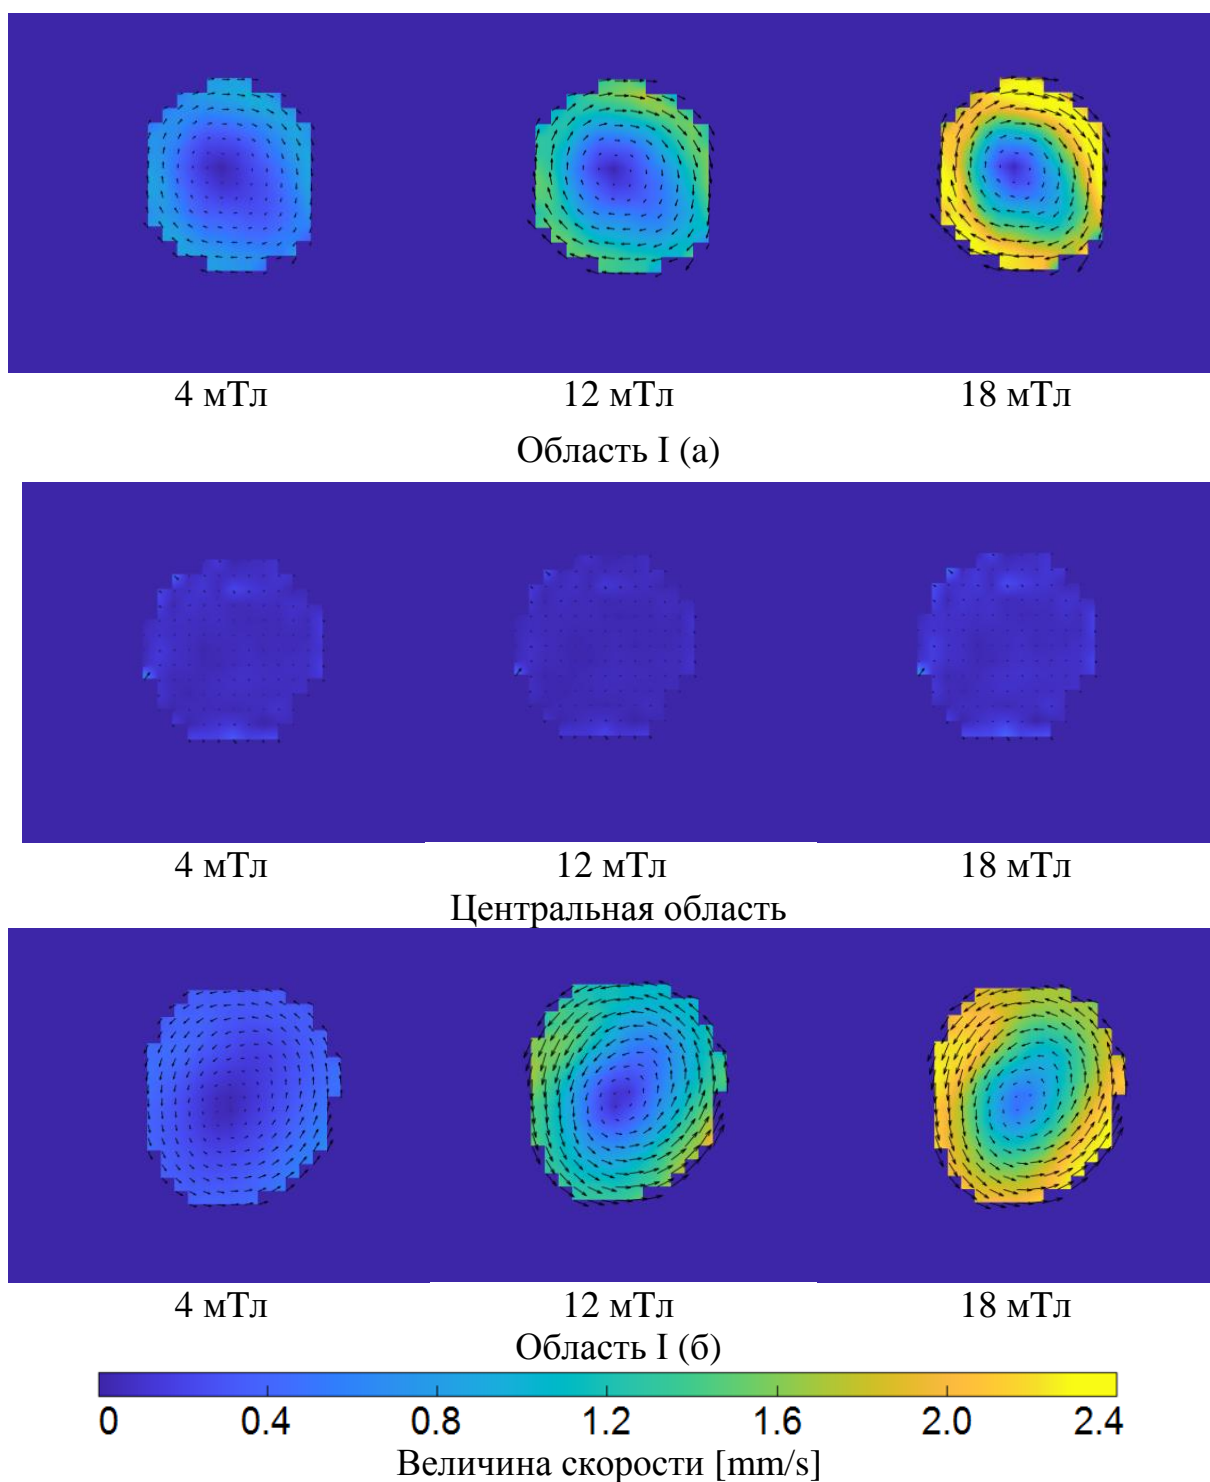 4 мТл 12 мТл 18 мТл
Область I (а)
4 мТл 12 мТл 18 мТл
Центральная область
4 мТл 12 мТл 18 мТл
Область I (б)
0 0.4 0.8 1.2 1.6 2.0 2.4
Величина скорости [mm/s]